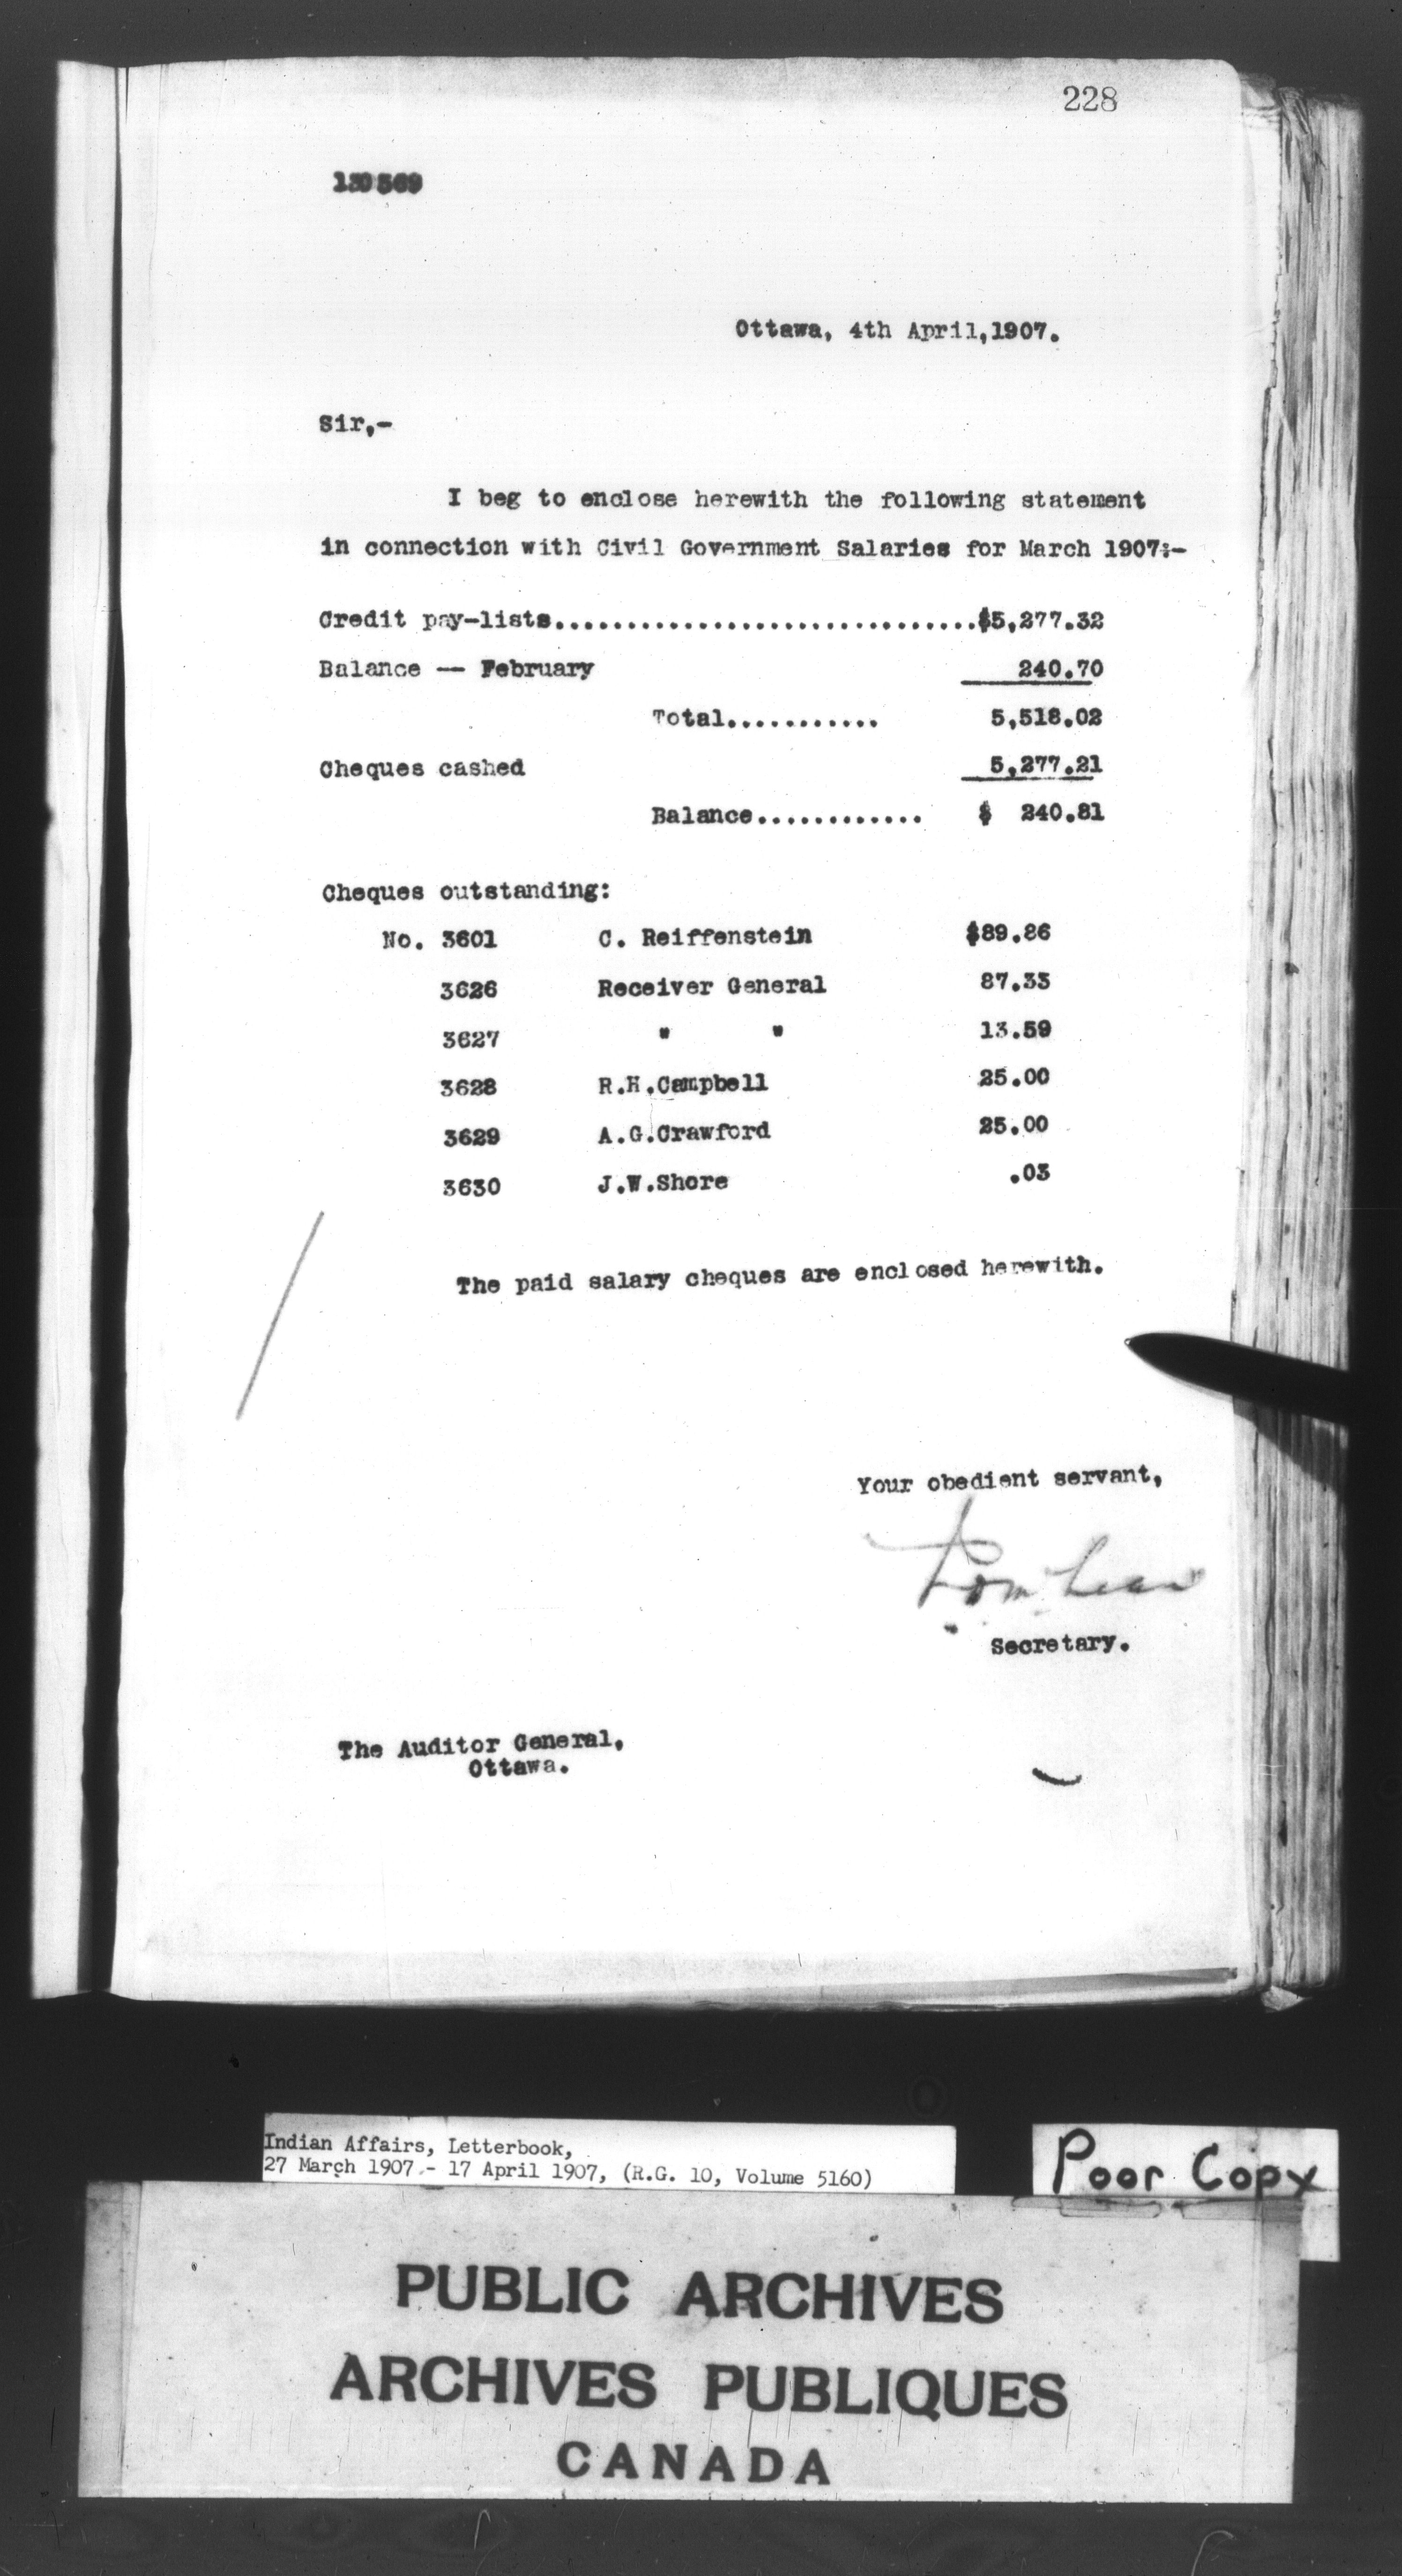 228
130569
Ottawa, 4th April,1907.
Sir,-
I beg to enclose herewith the following statement
in connection with Civil Government Salaries for March 1907:-
Credit pay-lists..............................$5,277.32
Balance -- February 240.70
Total........... 5,518.02
Cheques cashed 5,277.21
Balance............ $ 240.81
Cheques outstanding:
No. 3601 C. Reiffenstein $89.86
3626 Receiver General 87.33
3627 " " 13.59
3628 R.H.Campbell 25.00
3629 A.G.Crawford 25.00
3630 J.W.Shore .03
The paid salary cheques are enclosed herewith.
Your obedient servant,
Secretary.
The Auditor General,
Ottawa.
Indian Affairs, Letterbook,
27 March 1907 - 17 April 1907, (R.G. 10, Volume 5160)
Poor Copy
PUBLIC ARCHIVES
ARCHIVES PUBLIQUES
CANADA